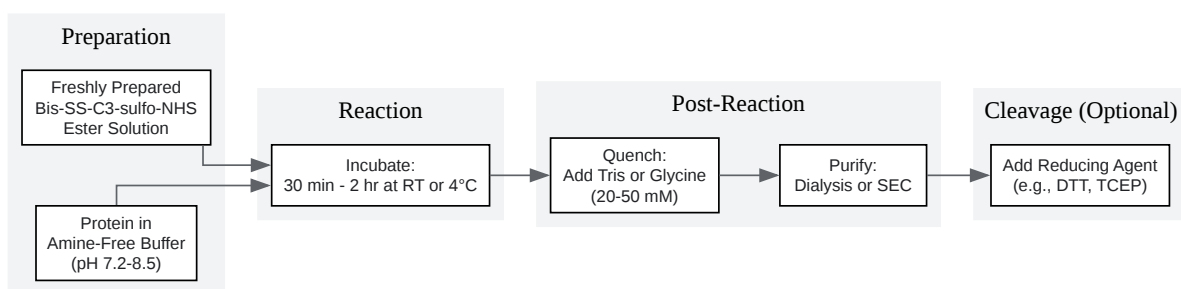 Preparation
Freshly Prepared
Bis-SS-C3-sulfo-NHS
Ester Solution
Protein in
Amine-Free Buffer
(pH 7.2-8.5)
Reaction
Incubate:
30 min - 2 hr at RT or 4°C
Post-Reaction
Quench:
Add Tris or Glycine
(20-50 mM)
Purify:
Dialysis or SEC
Cleavage (Optional)
Add Reducing Agent
(e.g., DTT, TCEP)